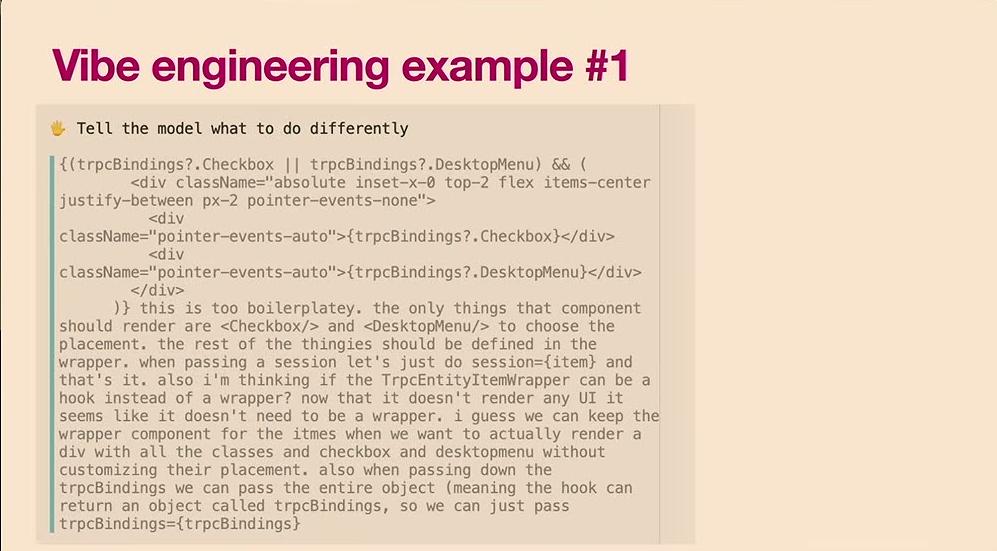 Vibe engineering example #1
🖐 Tell the model what to do differently
{(trpcBindings?.Checkbox || trpcBindings?.DesktopMenu) && (
<div className="absolute inset-x-0 top-2 flex items-center
justify-between px-2 pointer-events-none">
<div
className="pointer-events-auto">{trpcBindings?.Checkbox}</div>
<div
className="pointer-events-auto">{trpcBindings?.DesktopMenu}</div>
</div>
)} this is too boilerplatey. the only things that component
should render are <Checkbox/> and <DesktopMenu/> to choose the
placement. the rest of the thingies should be defined in the
wrapper. when passing a session let's just do session={item} and
that's it. also i'm thinking if the TrpcEntityItemWrapper can be a
hook instead of a wrapper? now that it doesn't render any UI it
seems like it doesn't need to be a wrapper. i guess we can keep the
wrapper component for the itmes when we want to actually render a
div with all the classes and checkbox and desktopmenu without
customizing their placement. also when passing down the
trpcBindings we can pass the entire object (meaning the hook can
return an object called trpcBindings, so we can just pass
trpcBindings={trpcBindings}